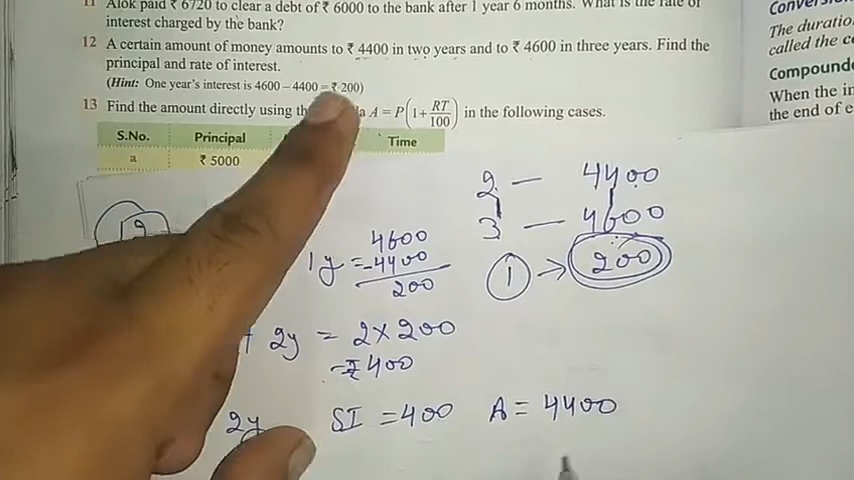 11 Alok paid ₹ 6720 to clear a debt of ₹ 6000 to the bank after 1 year 6 months. What is the rate of
interest charged by the bank?
12 A certain amount of money amounts to ₹ 4400 in two years and to ₹ 4600 in three years. Find the
principal and rate of interest.
(Hint: One year's interest is 4600 – 4400 = ₹ 200)
13 Find the amount directly using the A = P(1 + RT/100) in the following cases.
S.No. Principal Time
a ₹ 5000
The duratio
called the c
Compound
When the in
the end of e
2 — 4400
3 — 4600
1 → 200
4600
1y = -4400
200
2y = 2 × 200
= ₹ 400
2y SI = 400 A = 4400